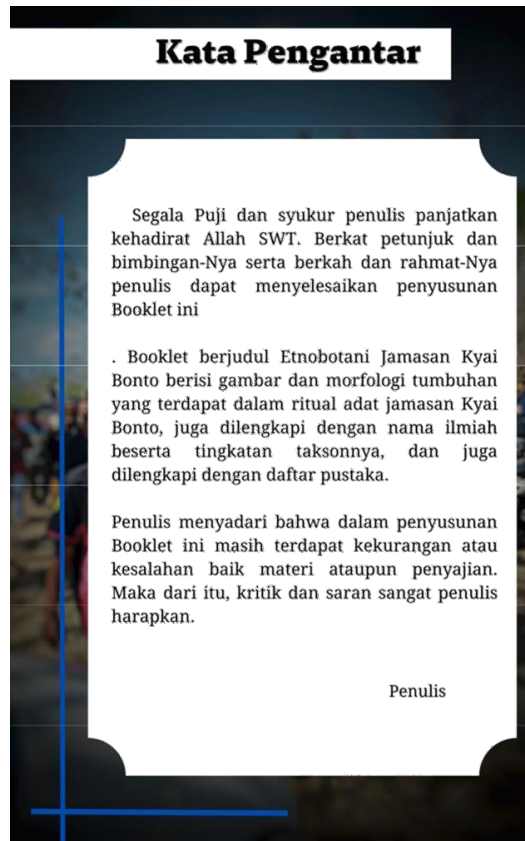 Kata Pengantar
Segala Puji dan syukur penulis panjatkan
kehadirat Allah SWT. Berkat petunjuk dan
bimbingan-Nya serta berkah dan rahmat-Nya
penulis dapat menyelesaikan penyusunan
Booklet ini
. Booklet berjudul Etnobotani Jamasan Kyai
Bonto berisi gambar dan morfologi tumbuhan
yang terdapat dalam ritual adat jamasan Kyai
Bonto, juga dilengkapi dengan nama ilmiah
beserta tingkatan taksonnya, dan juga
dilengkapi dengan daftar pustaka.
Penulis menyadari bahwa dalam penyusunan
Booklet ini masih terdapat kekurangan atau
kesalahan baik materi ataupun penyajian.
Maka dari itu, kritik dan saran sangat penulis
harapkan.
Penulis